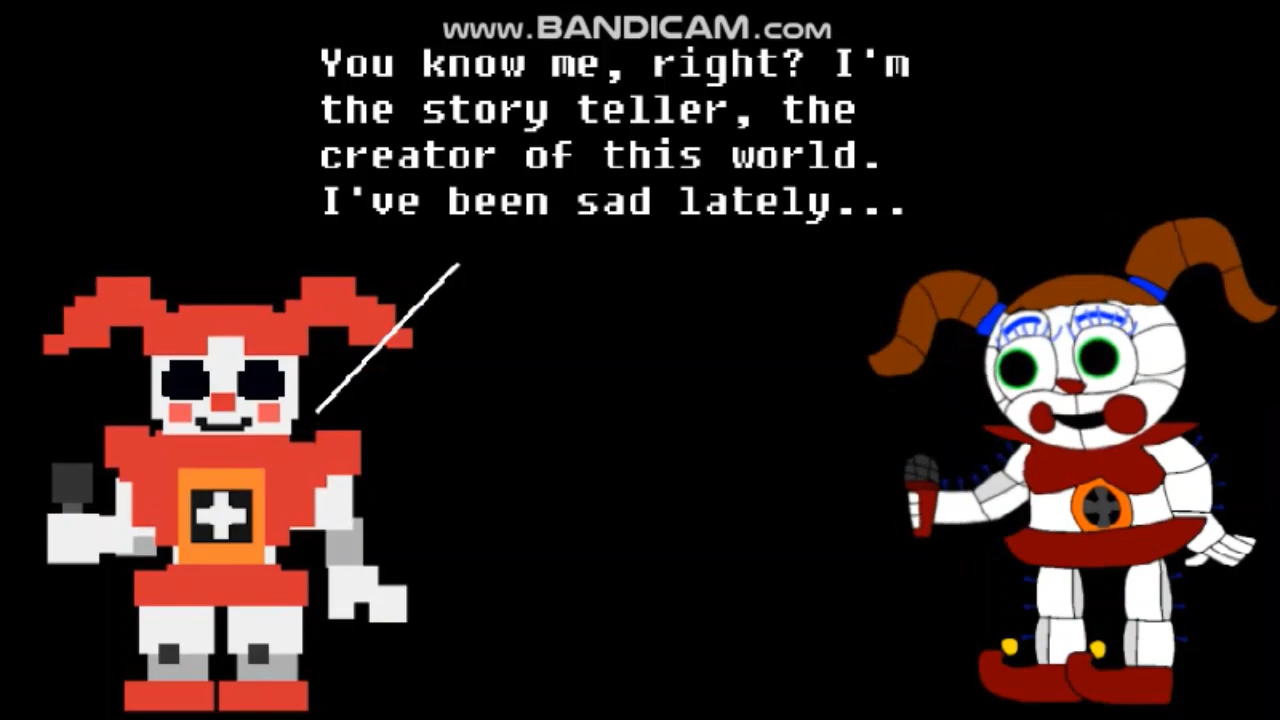 www.BANDICAM.com
You know me, right? I'm
the story teller, the
creator of this world.
I've been sad lately...